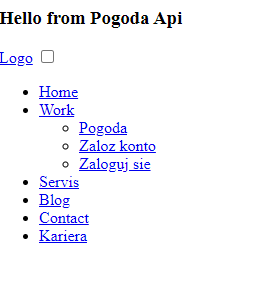 Hello from Pogoda Api
Logo
Home
Work
Pogoda
Zaloz konto
Zaloguj sie
Servis
Blog
Contact
Kariera